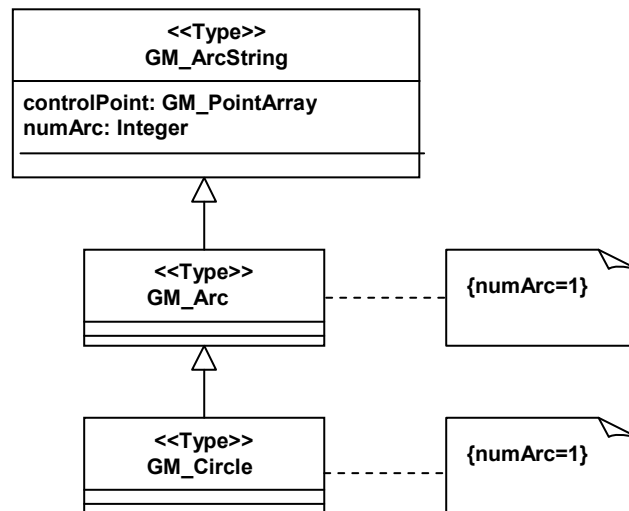 <<Type>>
GM_ArcString
controlPoint: GM_PointArray
numArc: Integer
<<Type>>
GM_Arc
{numArc=1}
<<Type>>
GM_Circle
{numArc=1}